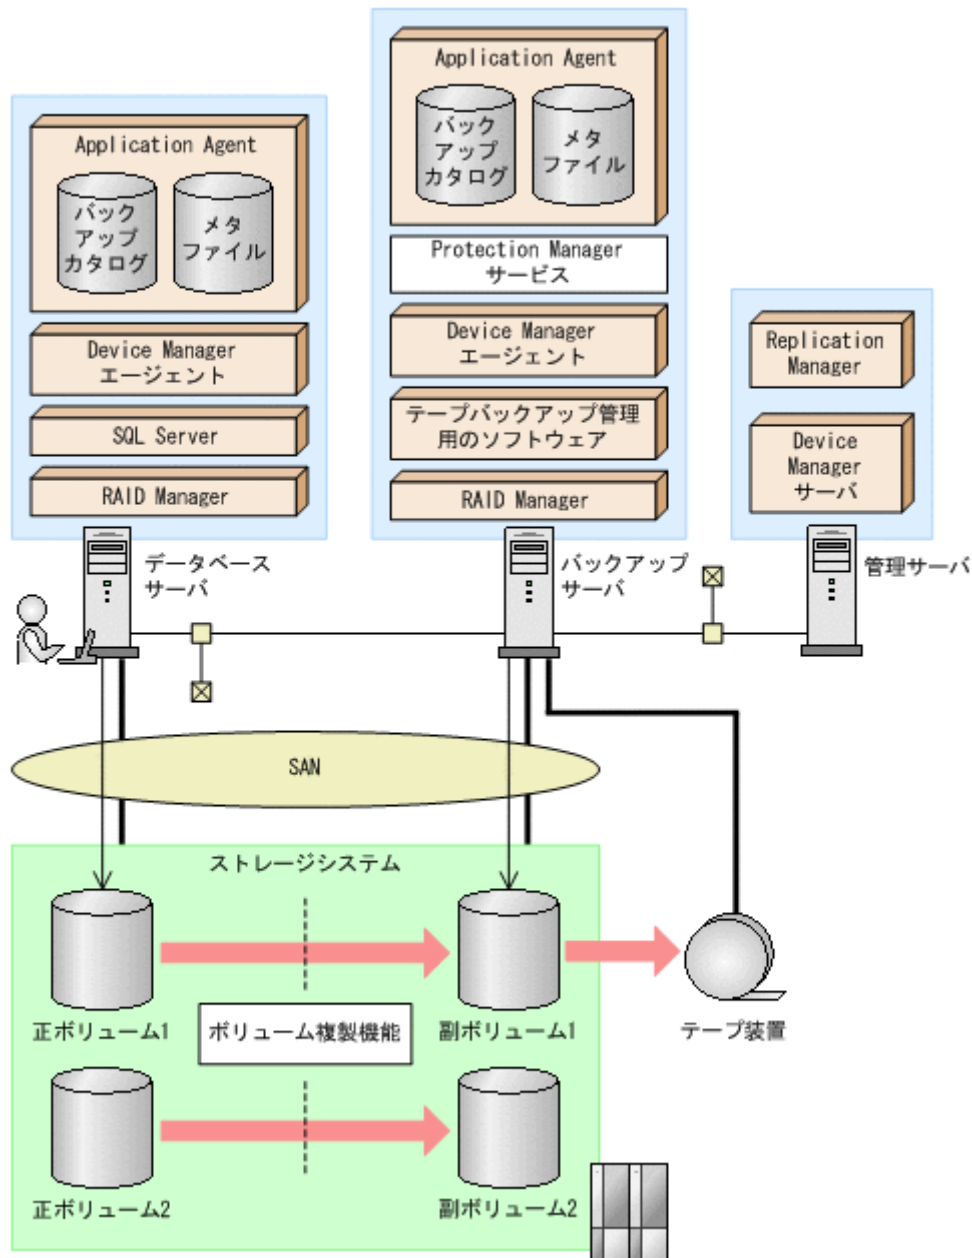 Application Agent
バック
アップ
カタログ
メタ
ファイル
Device Manager
エージェント
SQL Server
RAID Manager
データベース
サーバ
Application Agent
バック
アップ
カタログ
メタ
ファイル
Protection Manager
サービス
Device Manager
エージェント
テープバックアップ管理
用のソフトウェア
RAID Manager
バックアップ
サーバ
Replication
Manager
Device
Manager
サーバ
管理サーバ
SAN
ストレージシステム
正ボリューム1
ボリューム複製機能
副ボリューム1
テープ装置
正ボリューム2
副ボリューム2